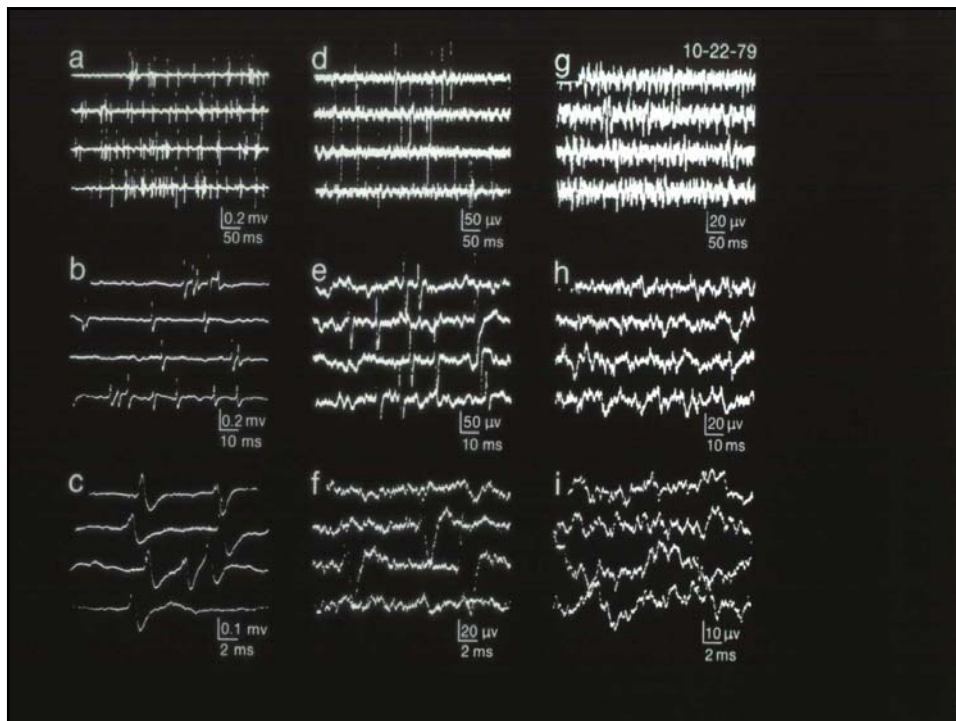 10-22-79
a
d
g
0.2 mv
50 ms
50 μv
50 ms
20 μv
50 ms
b
e
h
0.2 mv
10 ms
50 μv
10 ms
20 μv
10 ms
c
f
i
0.1 mv
2 ms
20 μv
2 ms
10 μv
2 ms